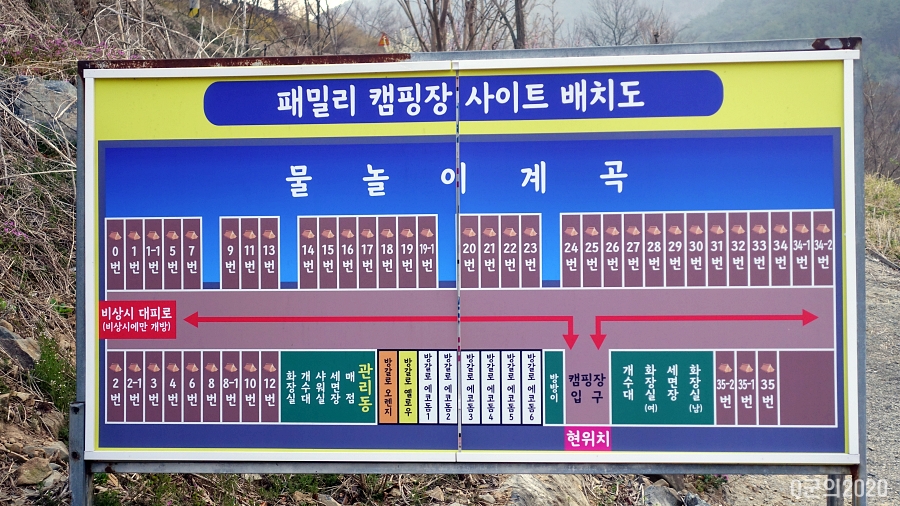 패밀리 캠핑장 사이트 배치도
물 놀 이 계 곡
0번 1번 1-1번 5번 7번 9번 11번 13번 14번 15번 16번 17번 18번 19번 19-1번 20번 21번 22번 23번 24번 25번 26번 27번 28번 29번 30번 31번 32번 33번 34번 34-1번 34-2번
비상시 대피로
(비상시에만 개방)
2번 2-1번 3번 4번 6번 8번 8-1번 10번 12번
화장실 개수대 샤워실 세면장 매점 관리동
방갈로 오렌지
방갈로 옐로우
방갈로 에코돔1
방갈로 에코돔2
방갈로 에코돔3
방갈로 에코돔4
방갈로 에코돔5
방갈로 에코돔6
방방이
캠핑장
입 구
개수대 화장실(여) 세면장 화장실(남)
35-2번 35-1번 35번
현위치
Q군의2020